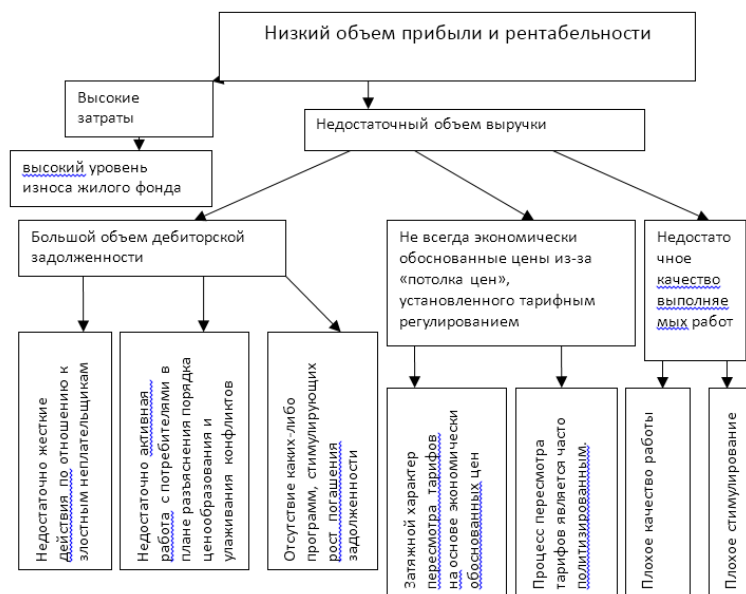 Низкий объем прибыли и рентабельности
Высокие
затраты
Недостаточный объем выручки
высокий уровень
износа жилого фонда
Большой объем дебиторской
задолженности
Не всегда экономически
обоснованные цены из-за
«потолка цен»,
установленного тарифным
регулированием
Недостато
чное
качество
выполняе
мых работ
Недостаточно жесткие
действия по отношению к
злостным неплательщикам
Недостаточно активная
работа с потребителями в
плане разъяснения порядка
ценообразования и
улаживания конфликтов
Отсутствие каких-либо
программ, стимулирующих
рост погашения
задолженности
Затяжной характер
пересмотра тарифов
на основе экономически
обоснованных цен
Процесс пересмотра
тарифов является часто
политизированным.
Плохое качество работы
Плохое стимулирование